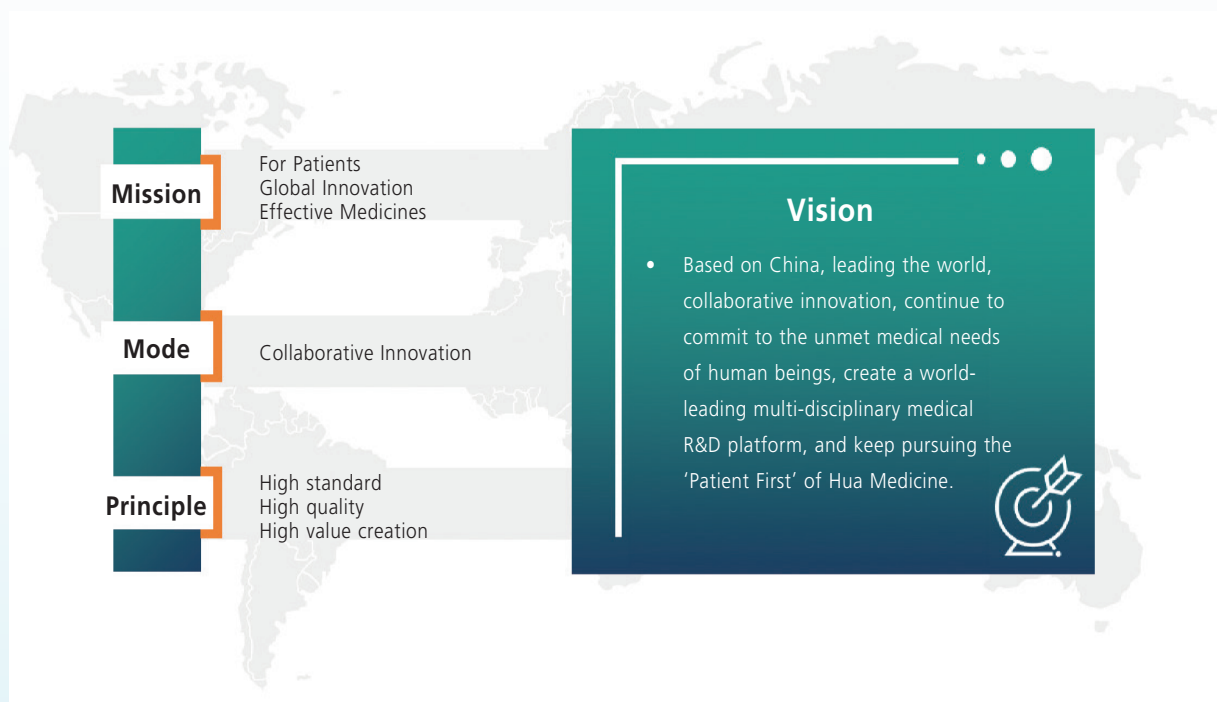 Mission
For Patients
Global Innovation
Effective Medicines
Mode
Collaborative Innovation
Principle
High standard
High quality
High value creation
Vision
• Based on China, leading the world,
collaborative innovation, continue to
commit to the unmet medical needs
of human beings, create a world-
leading multi-disciplinary medical
R&D platform, and keep pursuing the
‘Patient First’ of Hua Medicine.